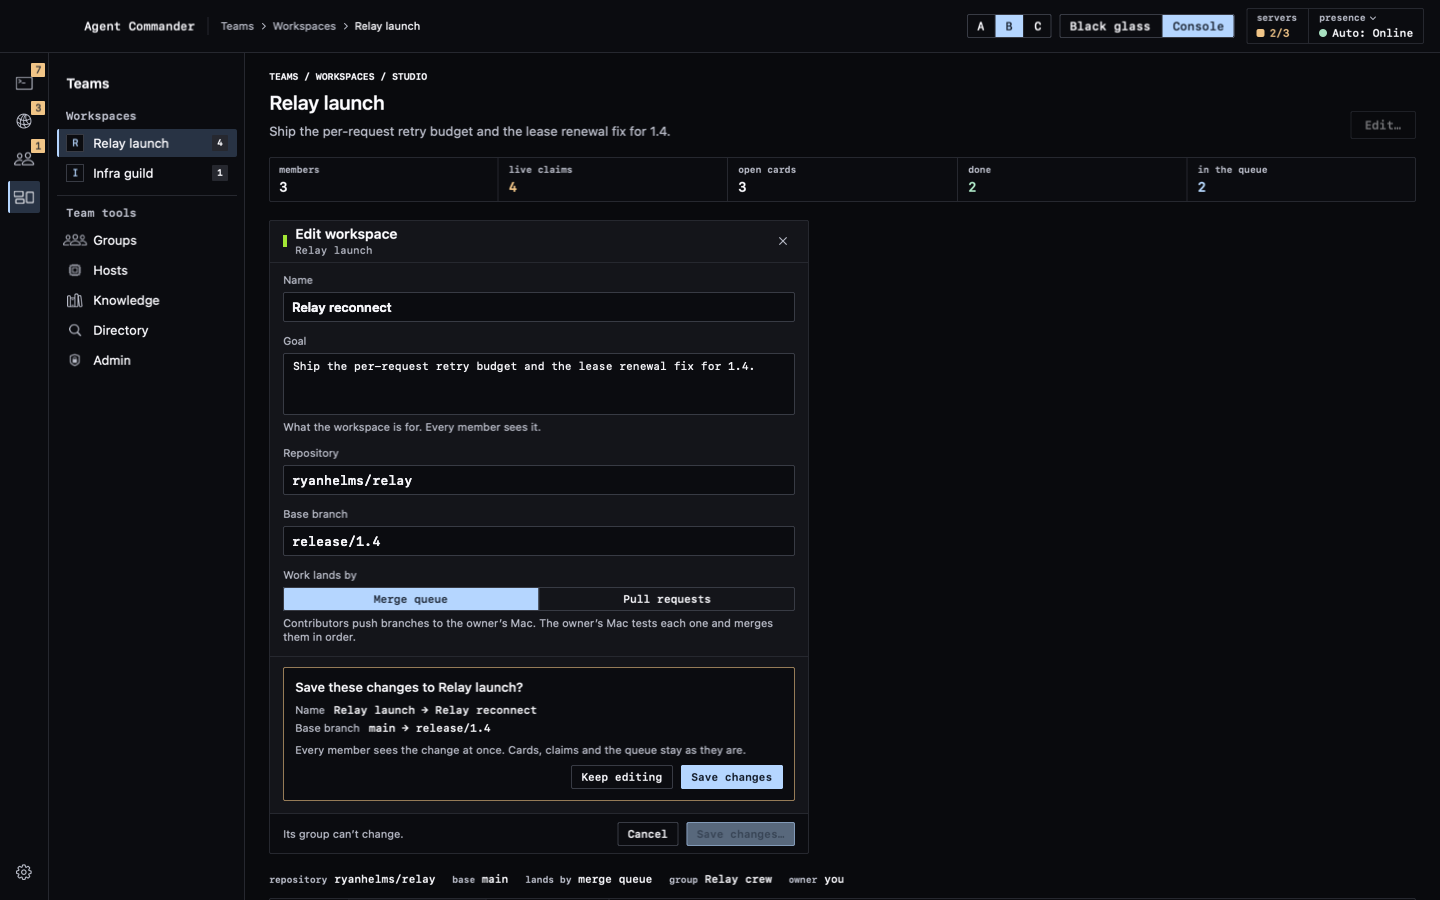 Agent Commander
Teams > Workspaces > Relay launch
A B C
Black glass Console
servers
2/3
presence
Auto: Online
7
3
1
Teams
Workspaces
R Relay launch 4
I Infra guild 1
Team tools
Groups
Hosts
Knowledge
Directory
Admin
TEAMS / WORKSPACES / STUDIO
Relay launch
Ship the per-request retry budget and the lease renewal fix for 1.4.
Edit…
members
3
live claims
4
open cards
3
done
2
in the queue
2
Edit workspace
Relay launch
Name
Relay reconnect
Goal
Ship the per-request retry budget and the lease renewal fix for 1.4.
What the workspace is for. Every member sees it.
Repository
ryanhelms/relay
Base branch
release/1.4
Work lands by
Merge queue Pull requests
Contributors push branches to the owner’s Mac. The owner’s Mac tests each one and merges
them in order.
Save these changes to Relay launch?
Name Relay launch → Relay reconnect
Base branch main → release/1.4
Every member sees the change at once. Cards, claims and the queue stay as they are.
Keep editing Save changes
Its group can’t change.
Cancel Save changes…
repository ryanhelms/relay base main lands by merge queue group Relay crew owner you